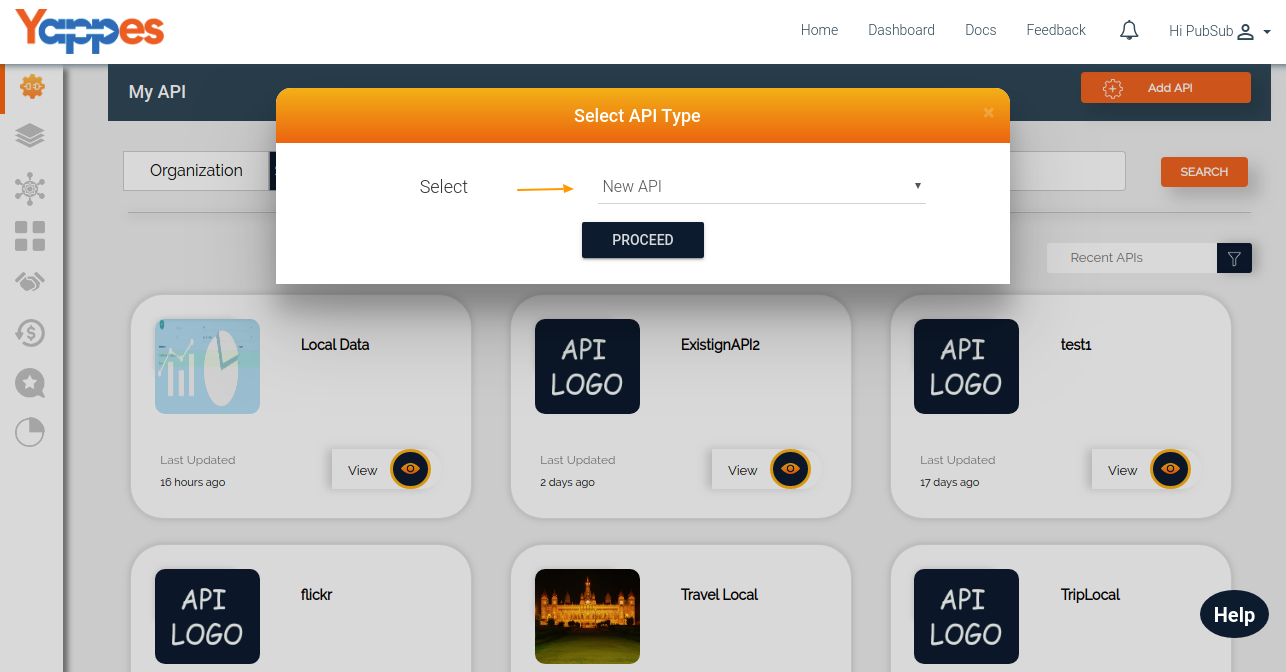 Yappes
Home Dashboard Docs Feedback Hi PubSub
My API
Add API
Select API Type
×
Organization
SEARCH
Select
New API
PROCEED
Recent APIs
API LOGO
Local Data
ExistignAPI2
test1
API
LOGO
API
LOGO
Last Updated
16 hours ago
View
Last Updated
2 days ago
View
Last Updated
17 days ago
View
API
LOGO
flickr
Travel Local
API
LOGO
TripLocal
Help